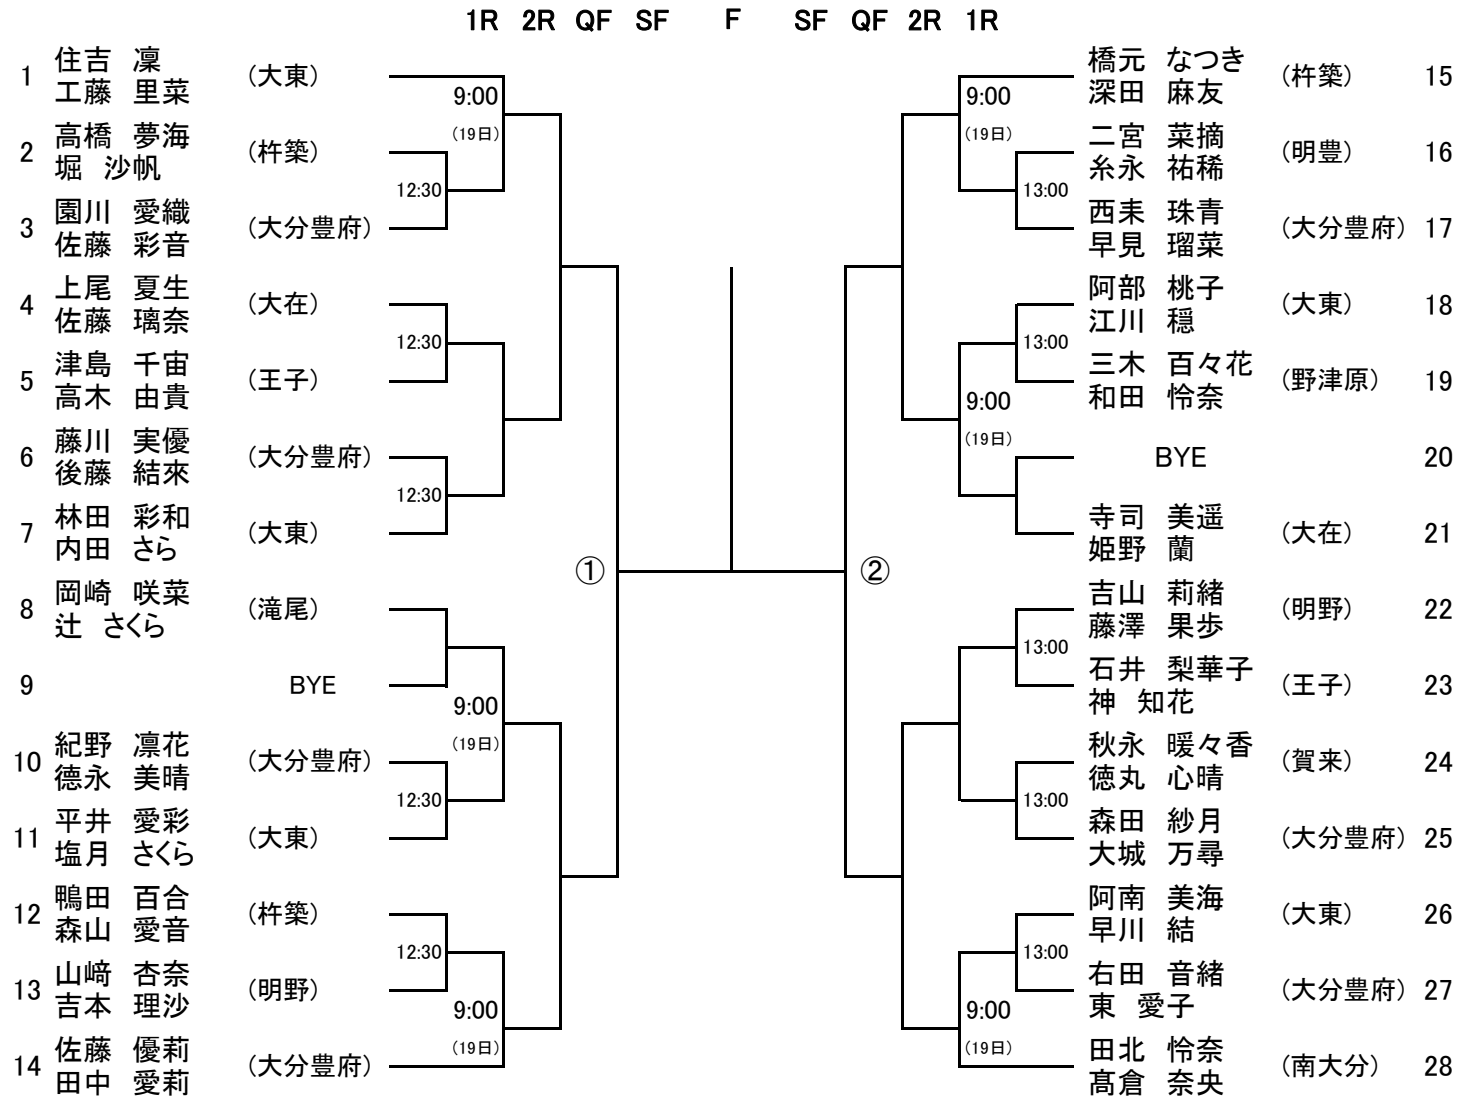 1R 2R QF SF F SF QF 2R 1R
1 住吉 凜 工藤 里菜 (大東)
2 高橋 夢海 堀 沙帆 (杵築)
3 園川 愛織 佐藤 彩音 (大分豊府)
4 上尾 夏生 佐藤 璃奈 (大在)
5 津島 千宙 高木 由貴 (王子)
6 藤川 実優 後藤 結來 (大分豊府)
7 林田 彩和 内田 さら (大東)
8 岡崎 咲菜 辻 さくら (滝尾)
9 BYE
10 紀野 凛花 德永 美晴 (大分豊府)
11 平井 愛彩 塩月 さくら (大東)
12 鴨田 百合 森山 愛音 (杵築)
13 山﨑 杏奈 吉本 理沙 (明野)
14 佐藤 優莉 田中 愛莉 (大分豊府)
9:00
(19日)
12:30
12:30
12:30
①
9:00
(19日)
12:30
12:30
9:00
(19日)
9:00
(19日)
13:00
13:00
9:00
(19日)
②
13:00
13:00
13:00
9:00
(19日)
橋元 なつき 深田 麻友 (杵築) 15
二宮 菜摘 糸永 祐稀 (明豊) 16
西耒 珠青 早見 瑠菜 (大分豊府) 17
阿部 桃子 江川 穏 (大東) 18
三木 百々花 和田 怜奈 (野津原) 19
BYE 20
寺司 美遥 姫野 蘭 (大在) 21
吉山 莉緒 藤澤 果歩 (明野) 22
石井 梨華子 神 知花 (王子) 23
秋永 暖々香 徳丸 心晴 (賀来) 24
森田 紗月 大城 万尋 (大分豊府) 25
阿南 美海 早川 結 (大東) 26
右田 音緒 東 愛子 (大分豊府) 27
田北 怜奈 髙倉 奈央 (南大分) 28